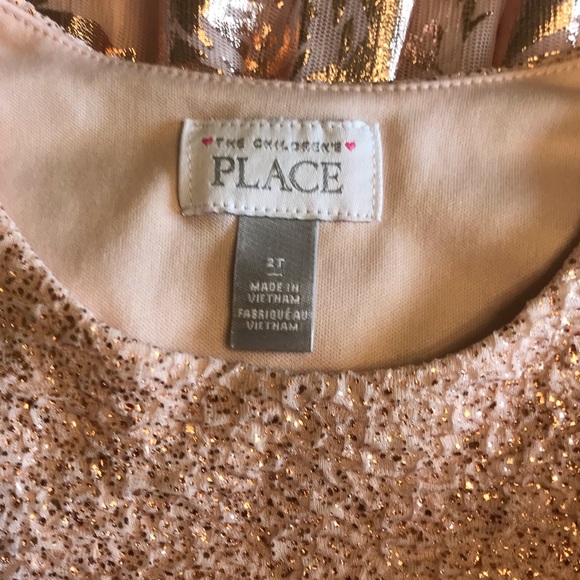 THE CHILDREN'S
PLACE
2T
MADE IN
VIETNAM
FABRIQUÉ AU
VIETNAM